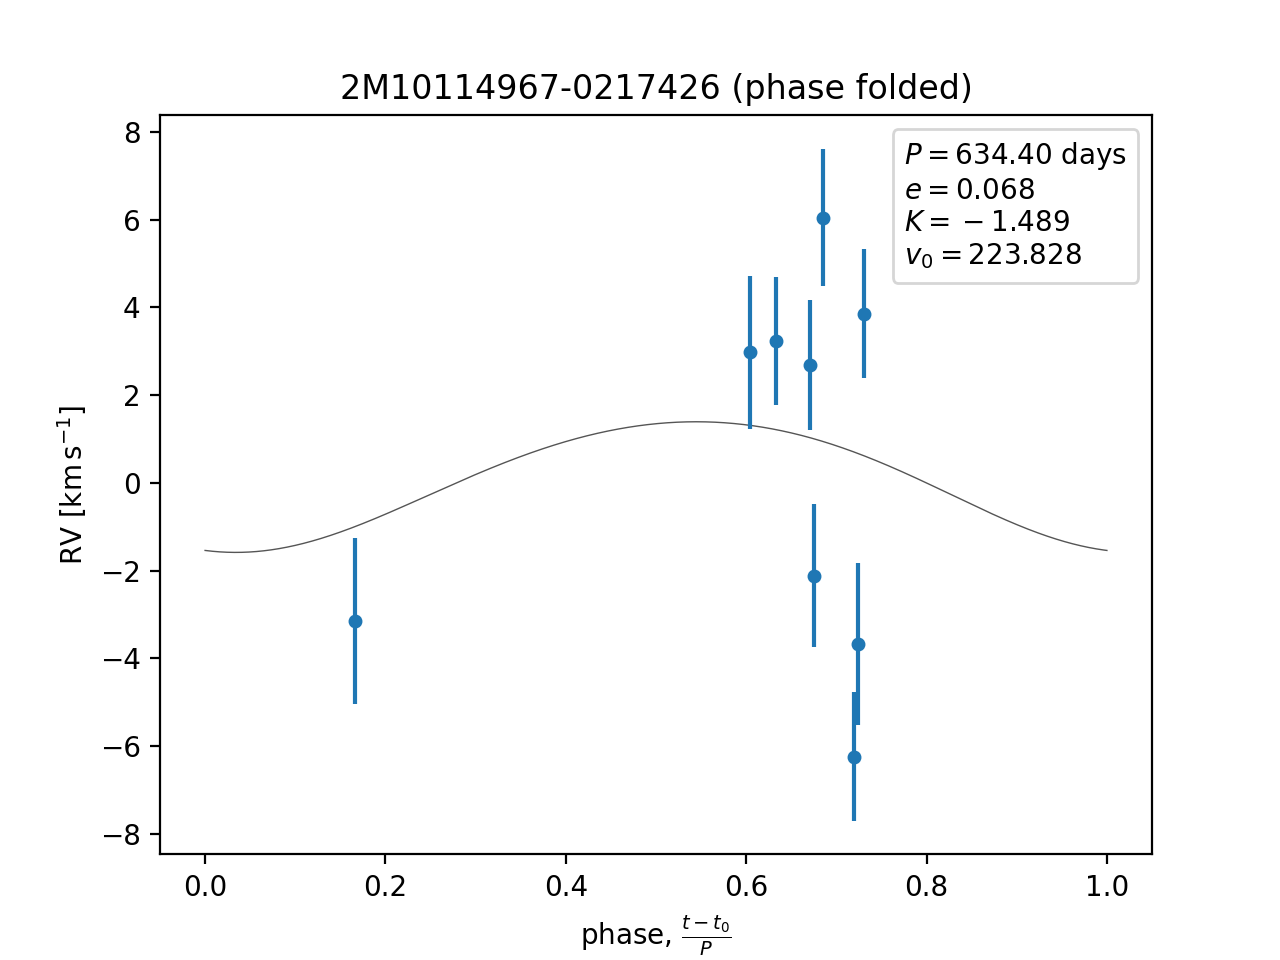 2M10114967-0217426 (phase folded)
P = 634.40 days
e = 0.068
K = −1.489
v₀ = 223.828
8
6
4
2
0
−2
−4
−6
−8
RV [km s⁻¹]
0.0 0.2 0.4 0.6 0.8 1.0
phase, (t − t₀)/P